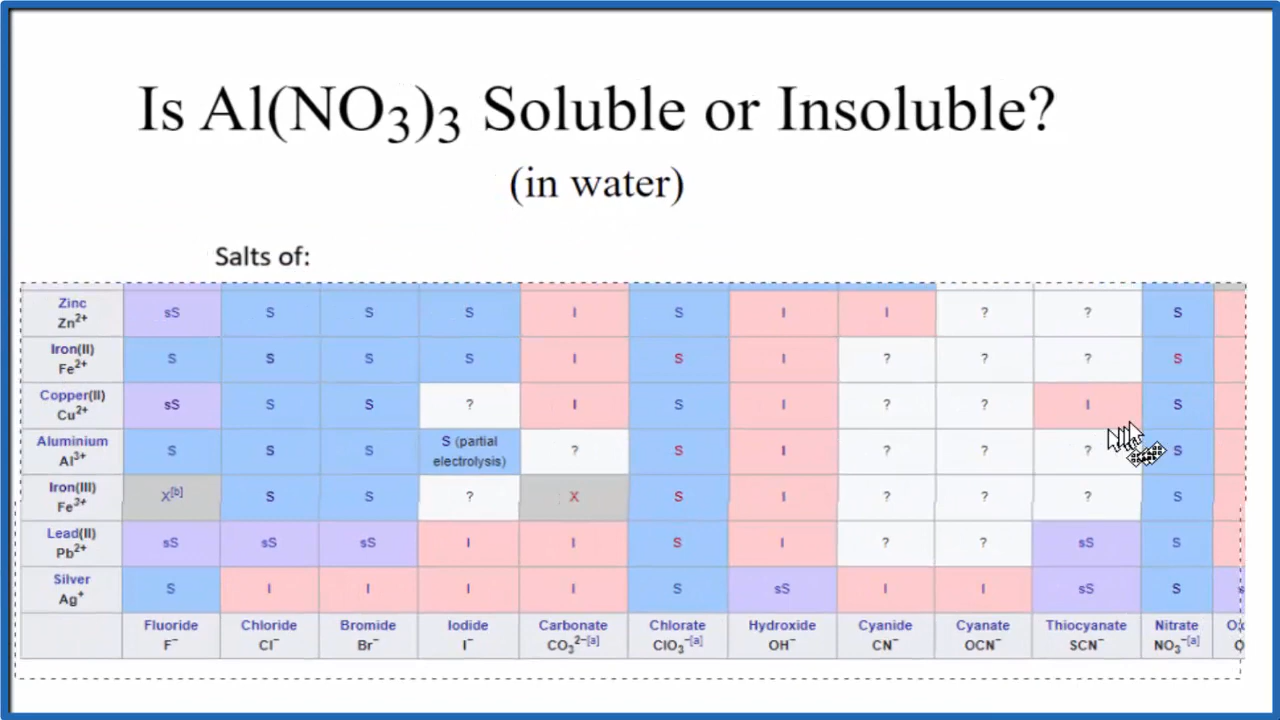 Is Al(NO₃)₃ Soluble or Insoluble?
(in water)
Salts of:
Zinc Zn²⁺ sS S S S I S I I ? ? S
Iron(II) Fe²⁺ S S S S I S I ? ? ? S
Copper(II) Cu²⁺ sS S S ? I S I ? ? I S
Aluminium Al³⁺ S S S S (partial electrolysis) ? S I ? ? ? S
Iron(III) Fe³⁺ X[b] S S ? X S I ? ? ? S
Lead(II) Pb²⁺ sS sS sS I I S I ? ? sS S
Silver Ag⁺ S I I I I S sS I I sS S
Fluoride F⁻ Chloride Cl⁻ Bromide Br⁻ Iodide I⁻ Carbonate CO₃²⁻[a] Chlorate ClO₃⁻[a] Hydroxide OH⁻ Cyanide CN⁻ Cyanate OCN⁻ Thiocyanate SCN⁻ Nitrate NO₃⁻[a]